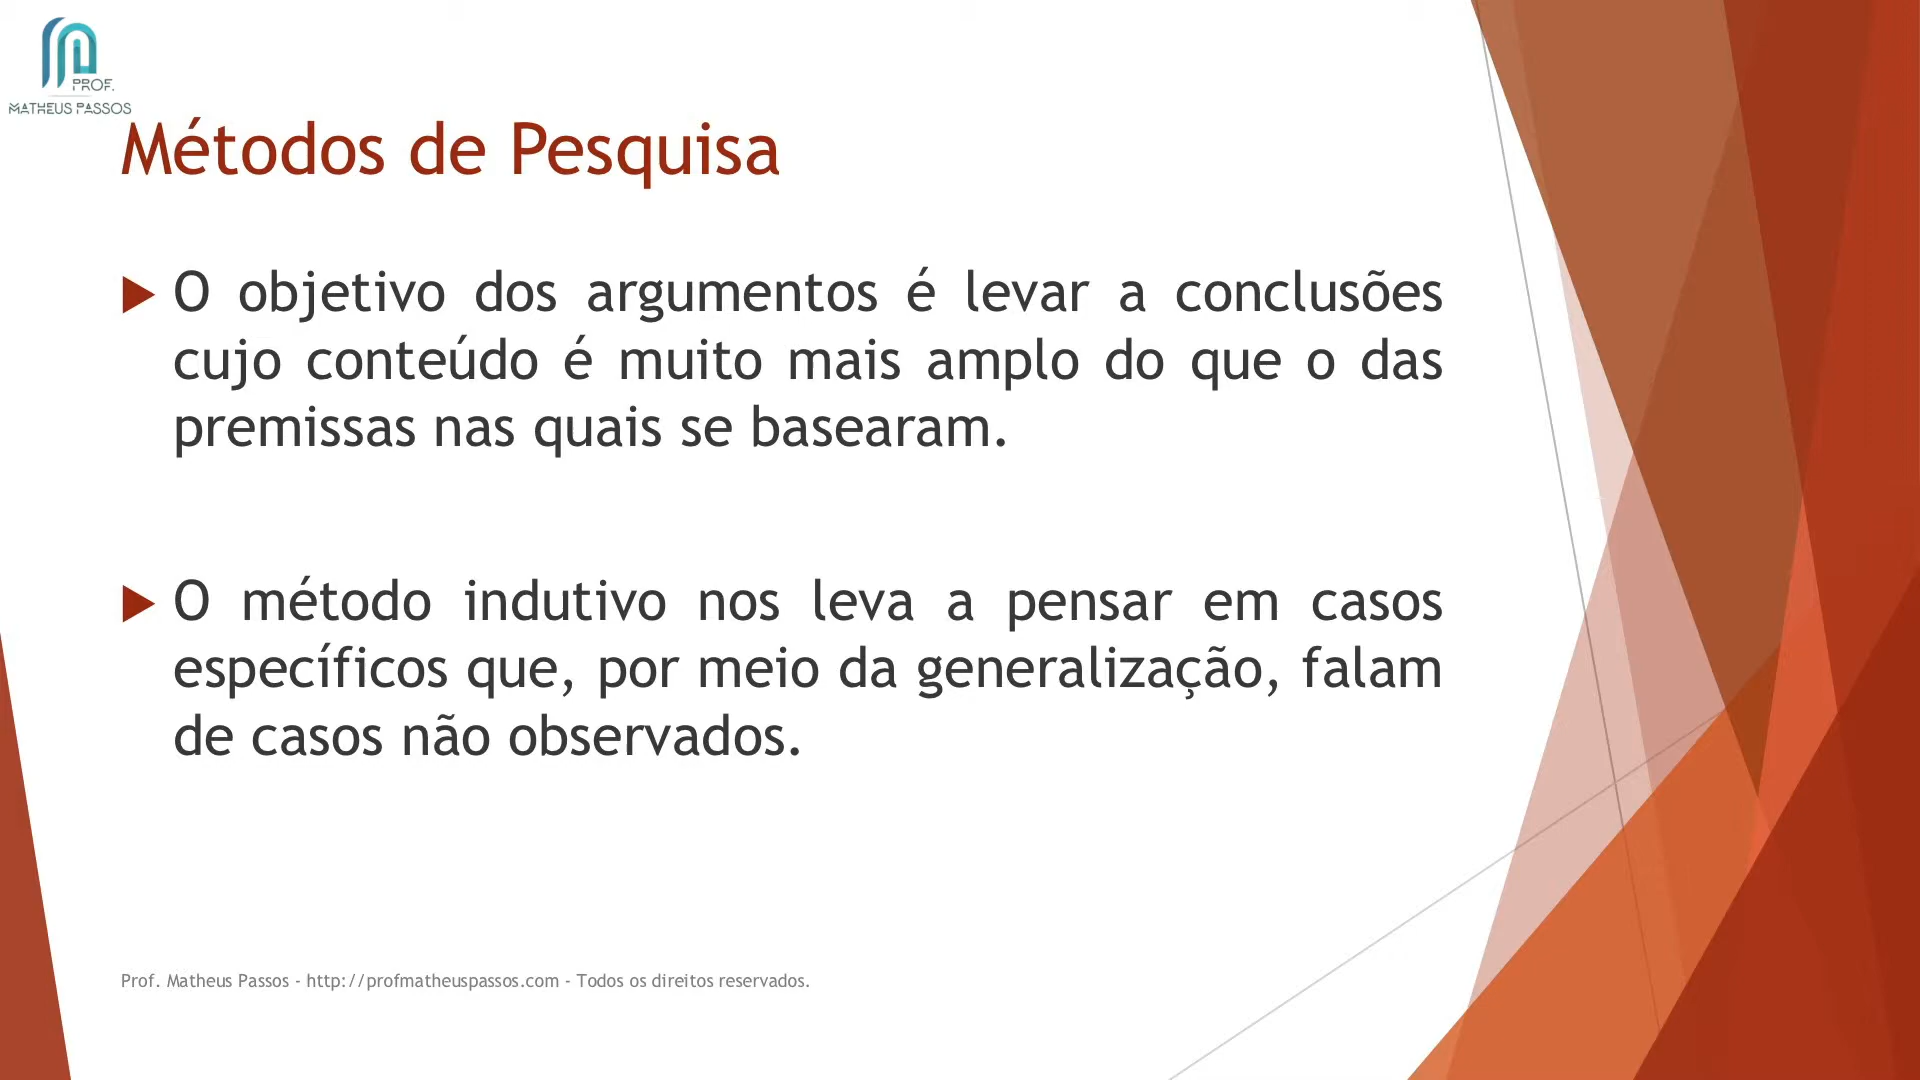 PROF.
MATHEUS PASSOS
Métodos de Pesquisa
O objetivo dos argumentos é levar a conclusões
cujo conteúdo é muito mais amplo do que o das
premissas nas quais se basearam.
O método indutivo nos leva a pensar em casos
específicos que, por meio da generalização, falam
de casos não observados.
Prof. Matheus Passos - http://profmatheuspassos.com - Todos os direitos reservados.